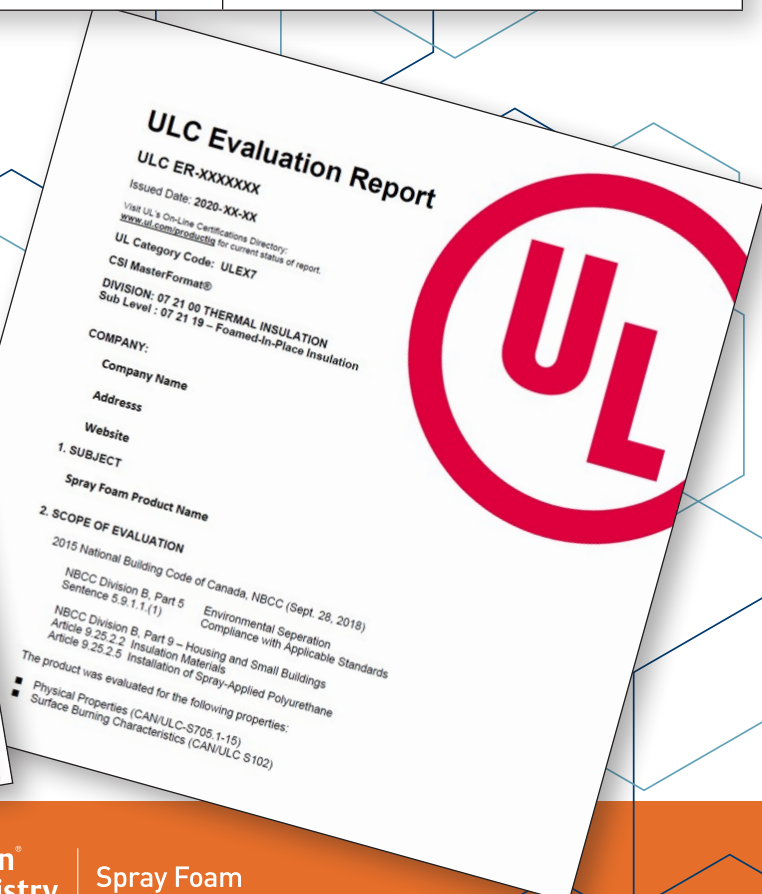 ULC Evaluation Report
ULC ER-XXXXXXX
Issued Date: 2020-XX-XX
Visit UL's On-Line Certifications Directory:
www.ul.com/productiq for current status of report.
UL Category Code: ULEX7
CSI MasterFormat®
DIVISION: 07 21 00 THERMAL INSULATION
Sub Level : 07 21 19 – Foamed-In-Place Insulation
COMPANY:
Company Name
Addresss
Website
1. SUBJECT
Spray Foam Product Name
2. SCOPE OF EVALUATION
2015 National Building Code of Canada, NBCC (Sept. 28, 2018)
NBCC Division B, Part 5 Environmental Seperation
Sentence 5.9.1.1.(1) Compliance with Applicable Standards
NBCC Division B, Part 9 – Housing and Small Buildings
Article 9.25.2.2 Insulation Materials
Article 9.25.2.5 Installation of Spray-Applied Polyurethane
The product was evaluated for the following properties:
■ Physical Properties (CAN/ULC-S705.1-15)
■ Surface Burning Characteristics (CAN/ULC S102)
UL
n®
istry
Spray Foam